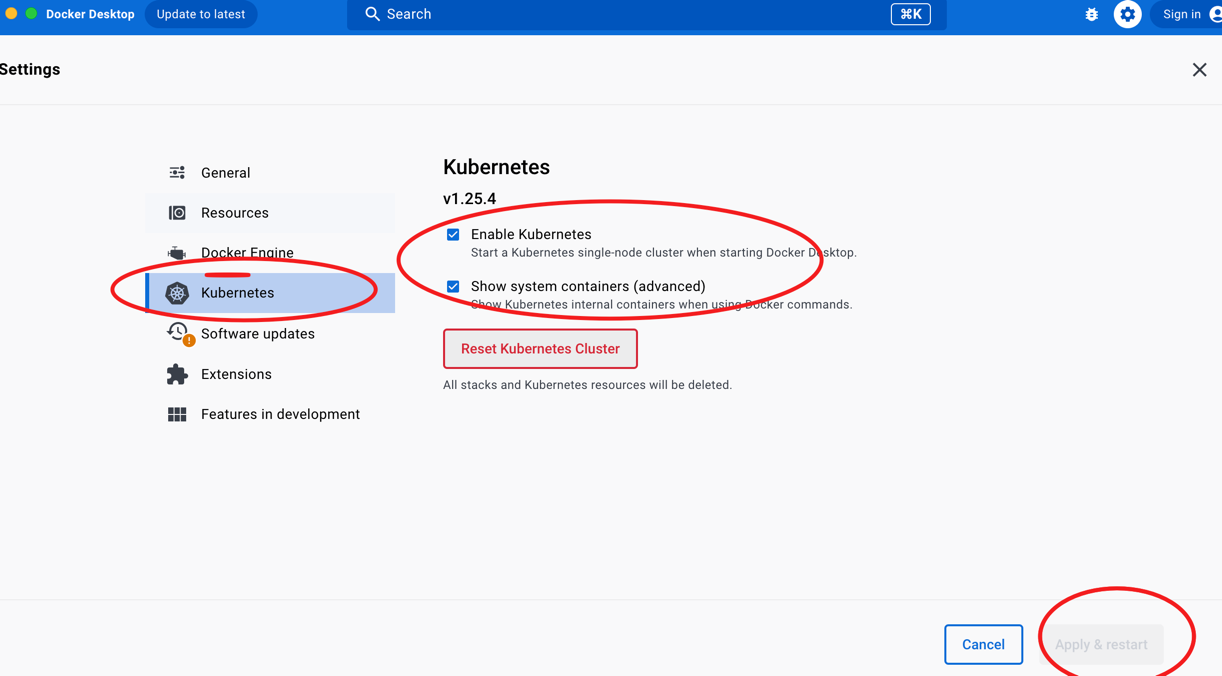 Docker Desktop
Update to latest
Search
⌘K
Sign in
Settings
General
Resources
Docker Engine
Kubernetes
Software updates
Extensions
Features in development
Kubernetes
v1.25.4
Enable Kubernetes
Start a Kubernetes single-node cluster when starting Docker Desktop.
Show system containers (advanced)
Show Kubernetes internal containers when using Docker commands.
Reset Kubernetes Cluster
All stacks and Kubernetes resources will be deleted.
Cancel
Apply & restart